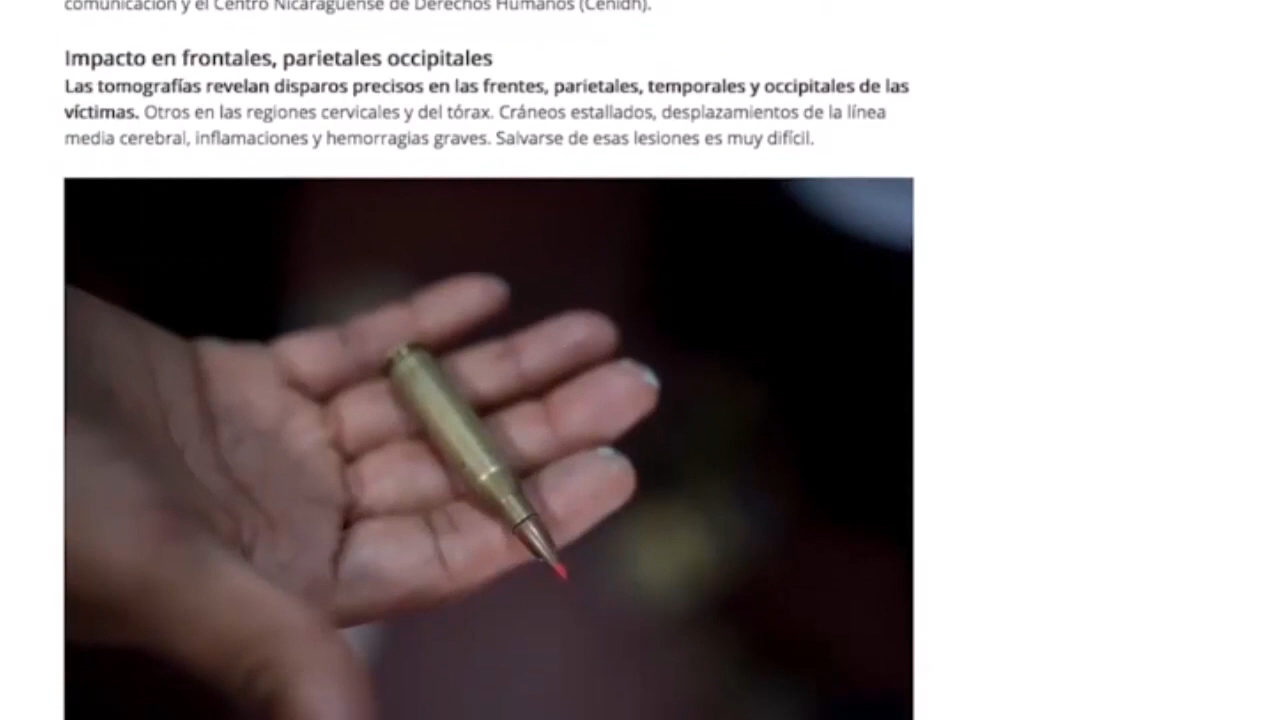 comunicación y el Centro Nicaragüense de Derechos Humanos (Cenidh).
Impacto en frontales, parietales occipitales
Las tomografías revelan disparos precisos en las frentes, parietales, temporales y occipitales de las
víctimas. Otros en las regiones cervicales y del tórax. Cráneos estallados, desplazamientos de la línea
media cerebral, inflamaciones y hemorragias graves. Salvarse de esas lesiones es muy difícil.